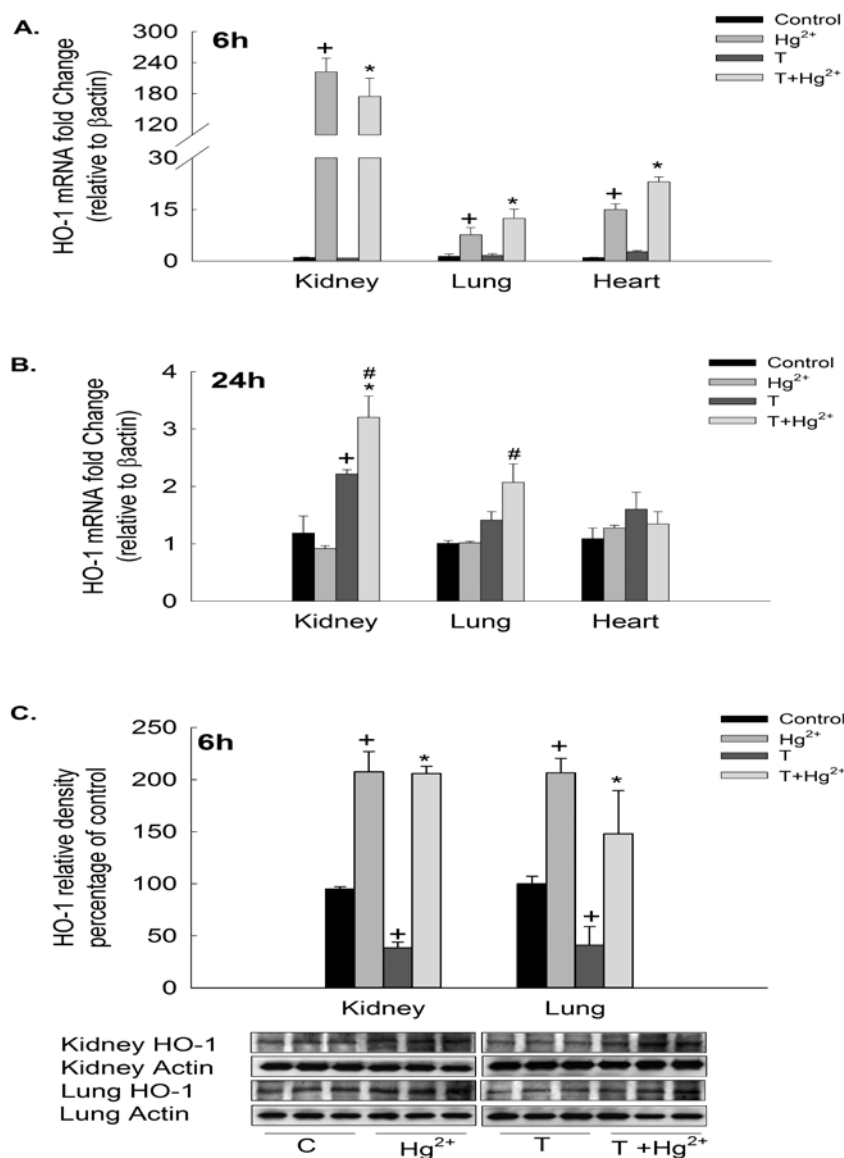 A.
6h
HO-1 mRNA fold Change
(relative to βactin)
300
240
180
120
30
15
0
+
*
+
*
+
*
Kidney Lung Heart
Control
Hg²⁺
T
T+Hg²⁺
B.
24h
HO-1 mRNA fold Change
(relative to βactin)
4
3
2
1
0
+
#
*
#
Kidney Lung Heart
Control
Hg²⁺
T
T+Hg²⁺
C.
6h
HO-1 relative density
percentage of control
250
200
150
100
50
0
+
+
*
+
+
*
Kidney Lung
Control
Hg²⁺
T
T+Hg²⁺
Kidney HO-1
Kidney Actin
Lung HO-1
Lung Actin
C Hg²⁺ T T +Hg²⁺